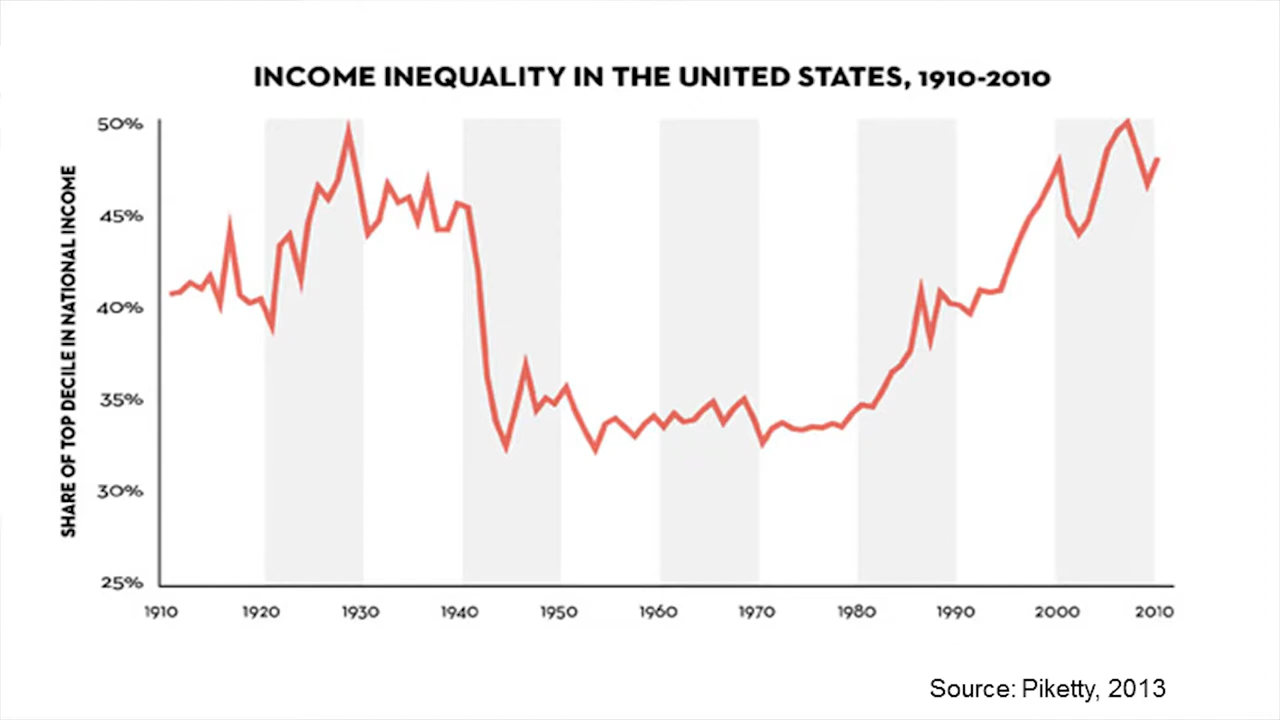 INCOME INEQUALITY IN THE UNITED STATES, 1910-2010
SHARE OF TOP DECILE IN NATIONAL INCOME
50%
45%
40%
35%
30%
25%
1910 1920 1930 1940 1950 1960 1970 1980 1990 2000 2010
Source: Piketty, 2013